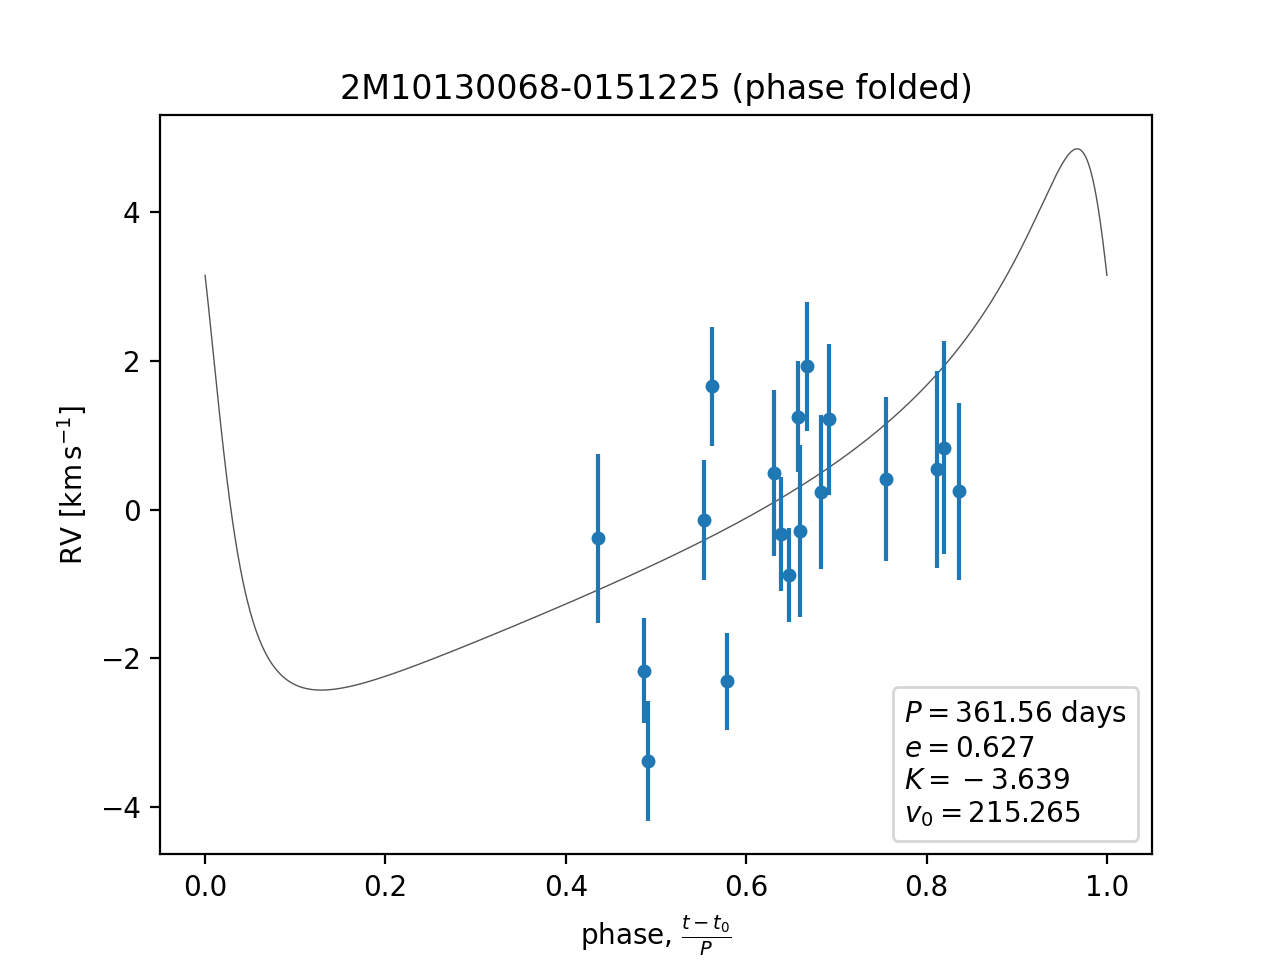 2M10130068-0151225 (phase folded)
RV [km s⁻¹]
4
2
0
−2
−4
0.0 0.2 0.4 0.6 0.8 1.0
phase, (t − t₀)/P
P = 361.56 days
e = 0.627
K = −3.639
v₀ = 215.265